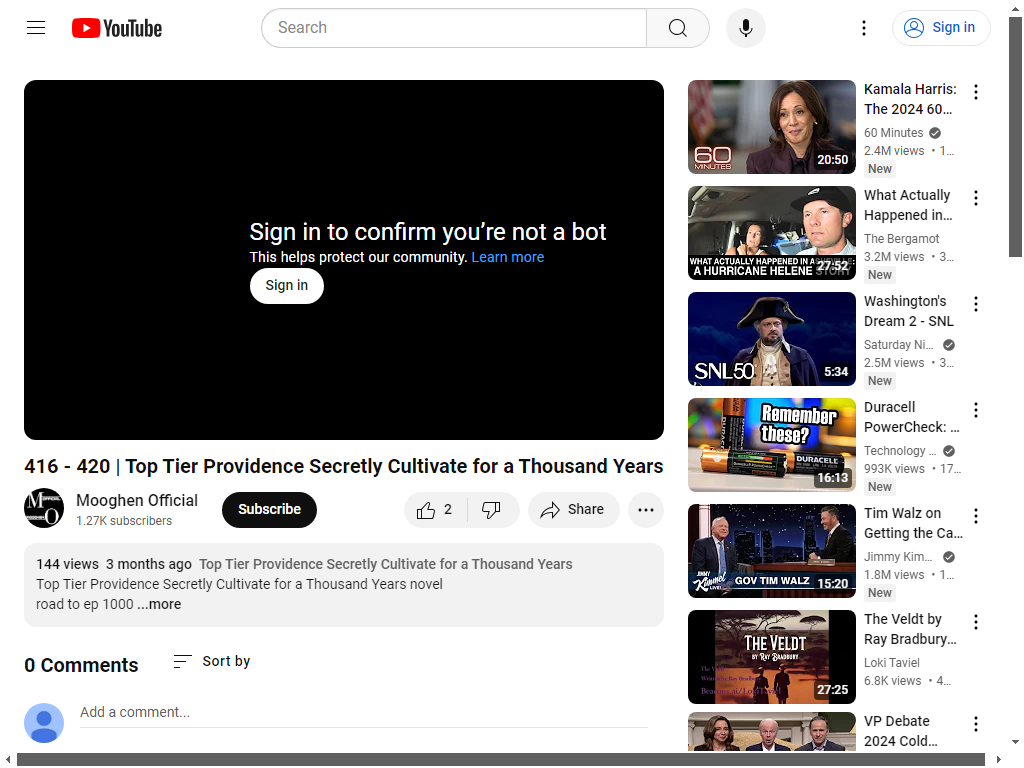 YouTube
Search
Sign in
Sign in to confirm you’re not a bot
This helps protect our community. Learn more
Sign in
416 - 420 | Top Tier Providence Secretly Cultivate for a Thousand Years
Mooghen Official
1.27K subscribers
Subscribe
2
Share
144 views 3 months ago Top Tier Providence Secretly Cultivate for a Thousand Years
Top Tier Providence Secretly Cultivate for a Thousand Years novel
road to ep 1000 ...more
0 Comments
Sort by
Add a comment...
60 MINUTES
20:50
Kamala Harris:
The 2024 60…
60 Minutes
2.4M views • 1…
New
WHAT ACTUALLY HAPPENED IN
A HURRICANE HELENE STORY
27:52
What Actually
Happened in…
The Bergamot
3.2M views • 3…
New
SNL50
5:34
Washington's
Dream 2 - SNL
Saturday Ni…
2.5M views • 3…
New
Remember
these?
DURACELL
16:13
Duracell
PowerCheck: …
Technology …
993K views • 17…
New
JIMMY
Kimmel
LIVE!
GOV TIM WALZ
15:20
Tim Walz on
Getting the Ca…
Jimmy Kim…
1.8M views • 1…
New
THE VELDT
BY RAY BRADBURY
27:25
The Veldt by
Ray Bradbury…
Loki Taviel
6.8K views • 4…
VP Debate
2024 Cold…